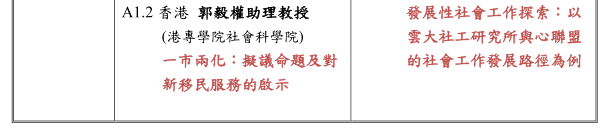 A1.2 香港 郭毅權助理教授
(港專學院社會科學院)
一市兩化：擬議命題及對
新移民服務的啟示
發展性社會工作探索：以
雲大社工研究所與心聯盟
的社會工作發展路徑為例